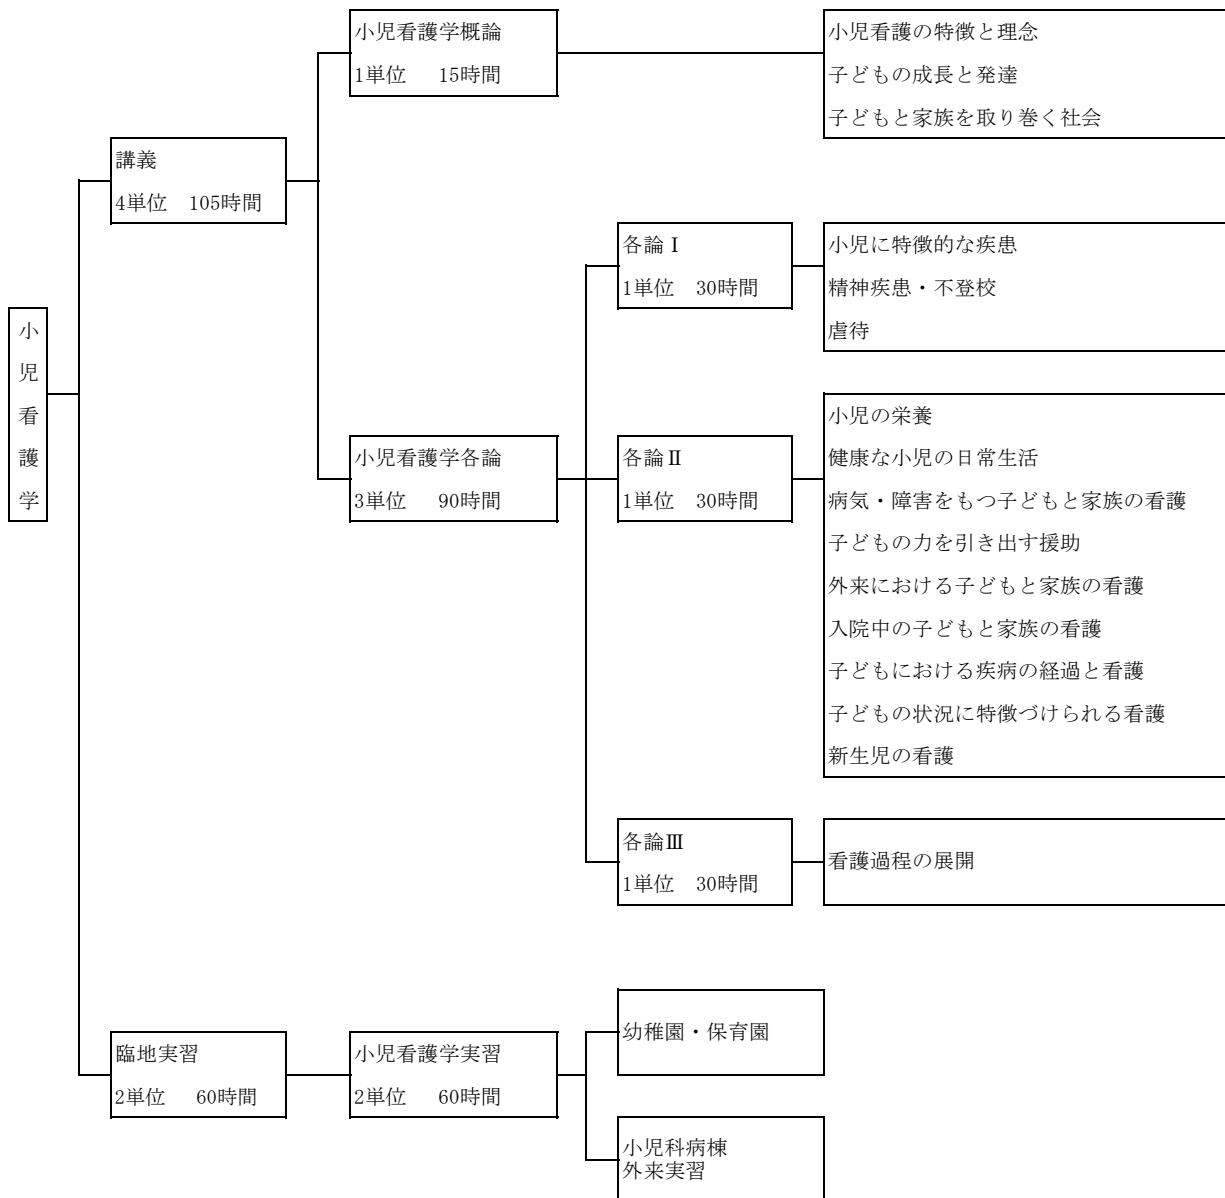 小児看護学概論
1単位 15時間
小児看護の特徴と理念
子どもの成長と発達
子どもと家族を取り巻く社会
講義
4単位 105時間
各論Ⅰ
1単位 30時間
小児に特徴的な疾患
精神疾患・不登校
虐待
小児看護学
小児看護学各論
3単位 90時間
各論Ⅱ
1単位 30時間
小児の栄養
健康な小児の日常生活
病気・障害をもつ子どもと家族の看護
子どもの力を引き出す援助
外来における子どもと家族の看護
入院中の子どもと家族の看護
子どもにおける疾病の経過と看護
子どもの状況に特徴づけられる看護
新生児の看護
各論Ⅲ
1単位 30時間
看護過程の展開
臨地実習
2単位 60時間
小児看護学実習
2単位 60時間
幼稚園・保育園
小児科病棟
外来実習